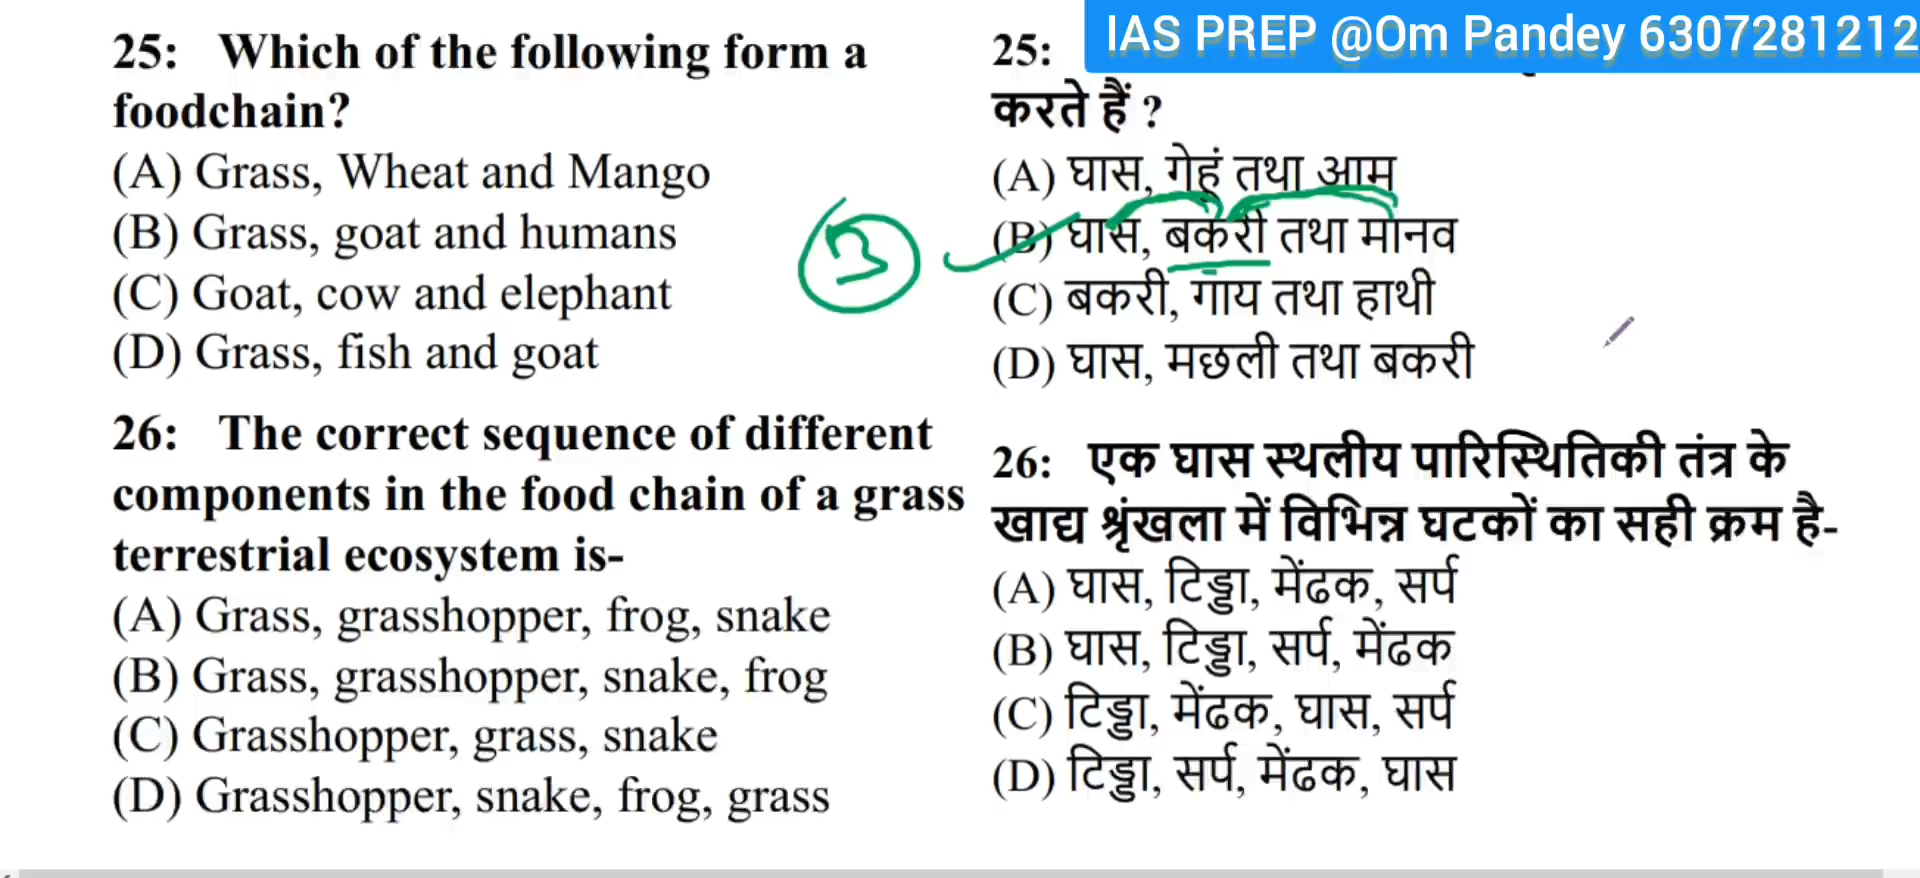 IAS PREP @Om Pandey 6307281212
25: Which of the following form a
foodchain?
(A) Grass, Wheat and Mango
(B) Grass, goat and humans
(C) Goat, cow and elephant
(D) Grass, fish and goat
26: The correct sequence of different
components in the food chain of a grass
terrestrial ecosystem is-
(A) Grass, grasshopper, frog, snake
(B) Grass, grasshopper, snake, frog
(C) Grasshopper, grass, snake
(D) Grasshopper, snake, frog, grass
25:
करते हैं ?
(A) घास, गेहूं तथा आम
(B) घास, बकरी तथा मानव
(C) बकरी, गाय तथा हाथी
(D) घास, मछली तथा बकरी
26: एक घास स्थलीय पारिस्थितिकी तंत्र के
खाद्य श्रृंखला में विभिन्न घटकों का सही क्रम है-
(A) घास, टिड्डा, मेंढक, सर्प
(B) घास, टिड्डा, सर्प, मेंढक
(C) टिड्डा, मेंढक, घास, सर्प
(D) टिड्डा, सर्प, मेंढक, घास